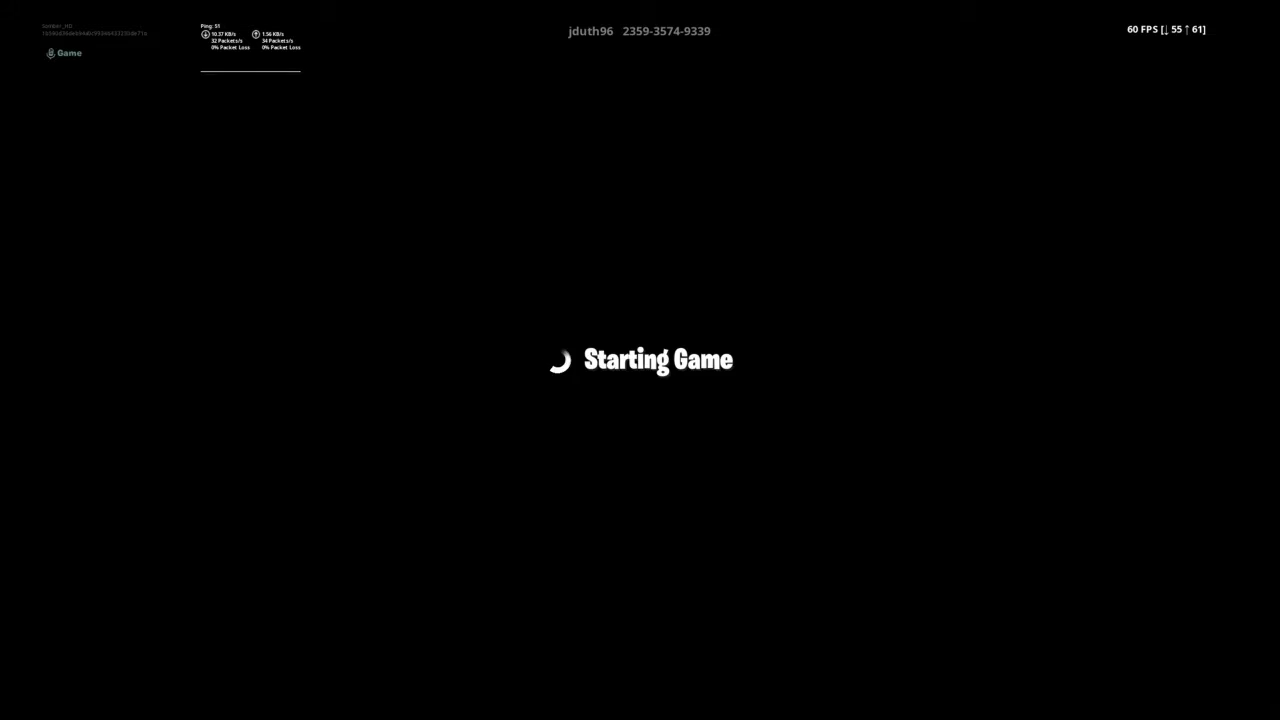 Ping: 51
10.37 KB/s 1.56 KB/s
32 Packets/s 34 Packets/s
0% Packet Loss 0% Packet Loss
Game
jduth96 2359-3574-9339
60 FPS [↓ 55 ↑ 61]
Starting Game